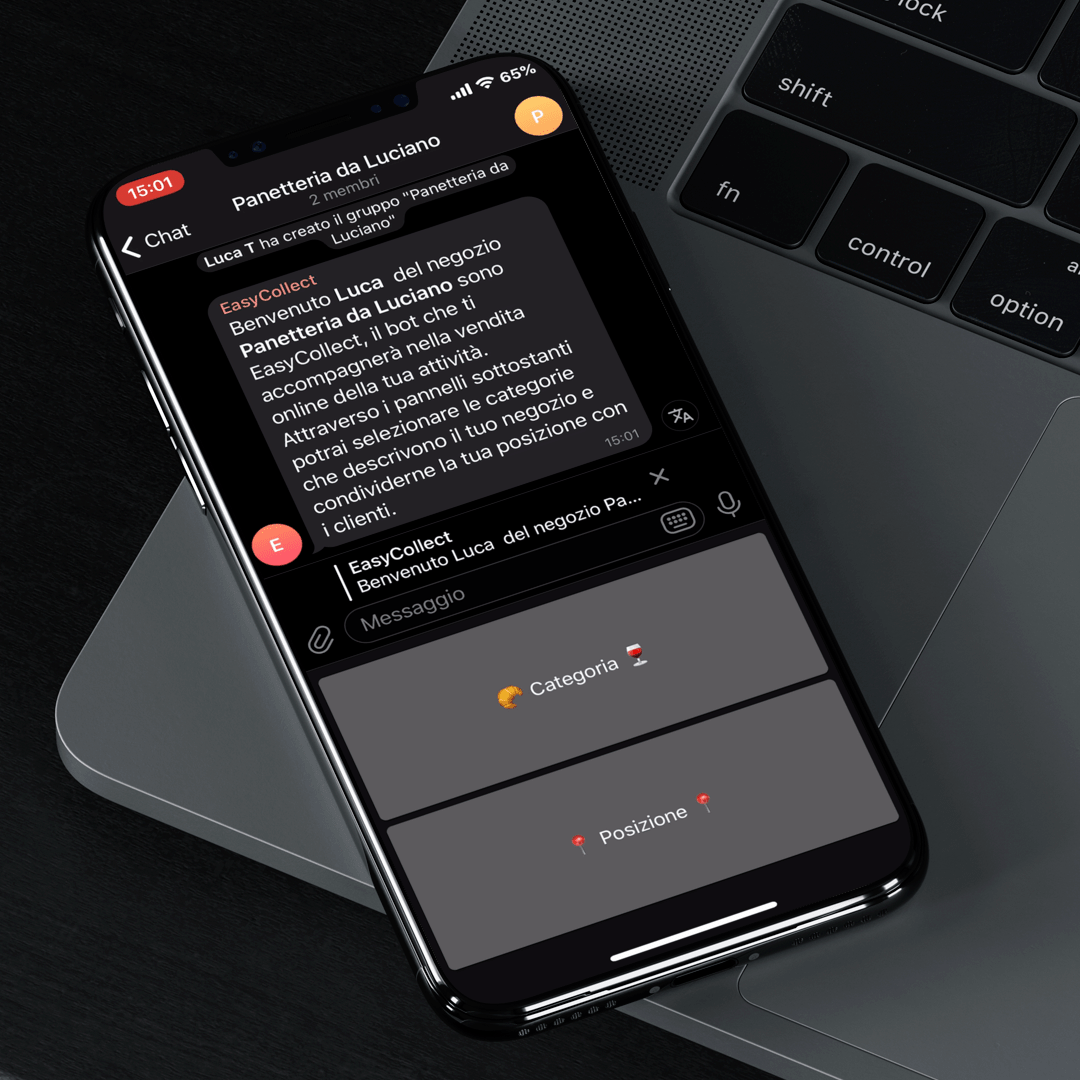 15:01
65%
Chat
Panetteria da Luciano
2 membri
P
Luca T ha creato il gruppo "Panetteria da
Luciano"
EasyCollect
Benvenuto Luca  del negozio
Panetteria da Luciano sono
EasyCollect, il bot che ti
accompagnerà nella vendita
online della tua attività.
Attraverso i pannelli sottostanti
potrai selezionare le categorie
che descrivono il tuo negozio e
condividerne la tua posizione con
i clienti.
15:01
E
EasyCollect
Benvenuto Luca  del negozio Pa...
Messaggio
🥐 Categoria 🍷
📍 Posizione 📍
shift
fn
control
option